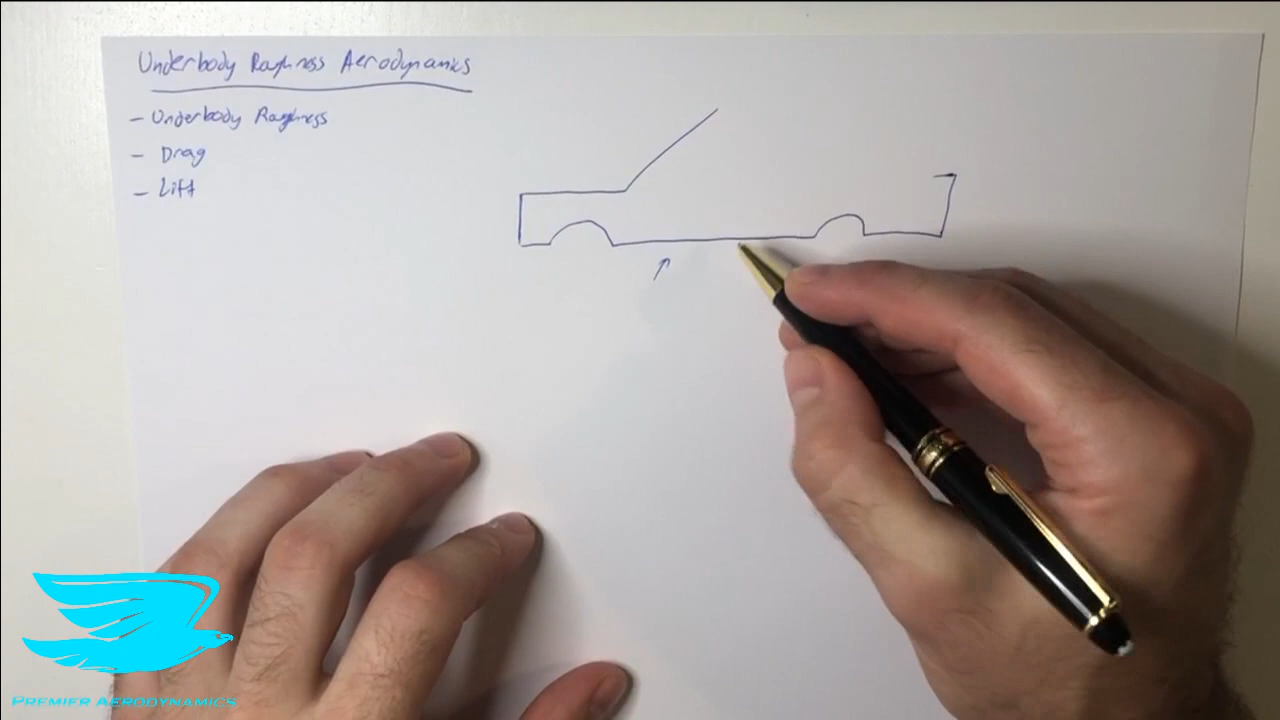 Underbody Roughness Aerodynamics
- Underbody Roughness
- Drag
- Lift
PREMIER AERODYNAMICS